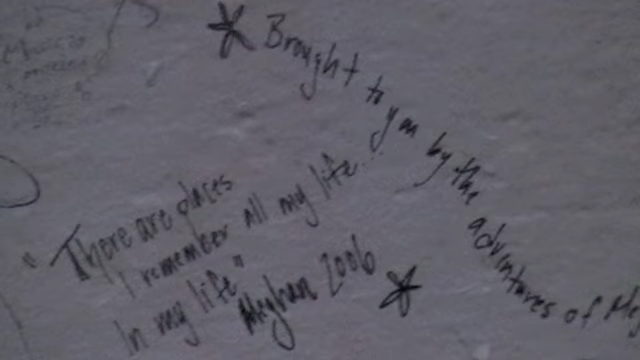 * Brought to you by the adventures of Meg
"There are places
I remember all my life...
In my life"
Meghan 2006 *